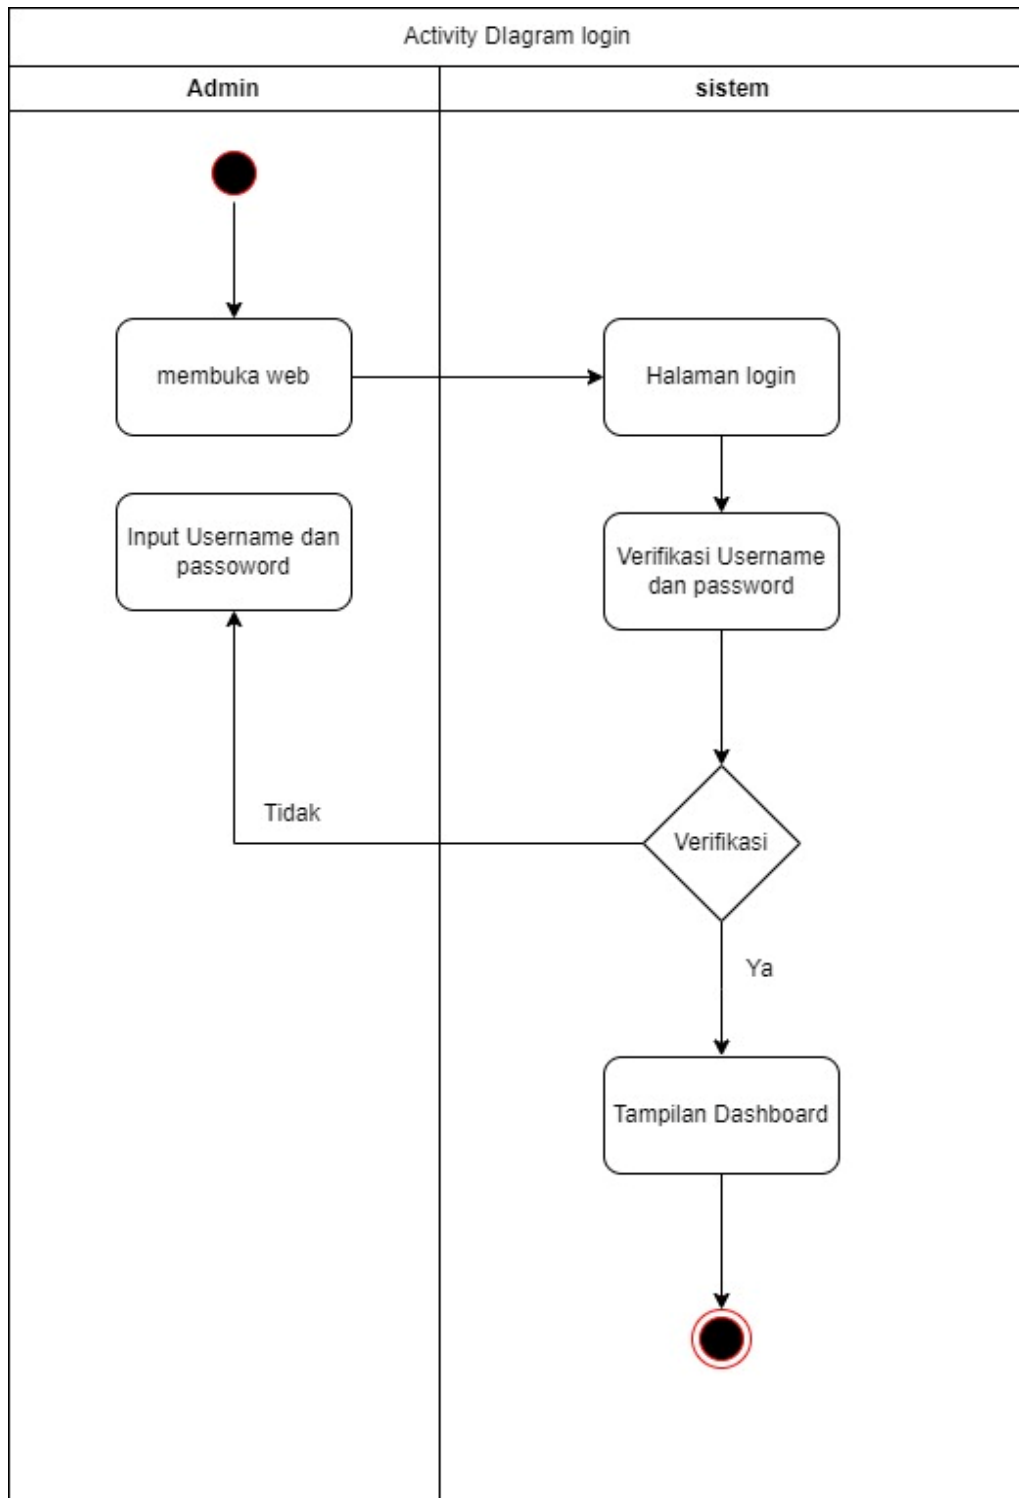 Activity DIagram login
Admin
sistem
membuka web
Halaman login
Input Username dan
passoword
Verifikasi Username
dan password
Tidak
Verifikasi
Ya
Tampilan Dashboard